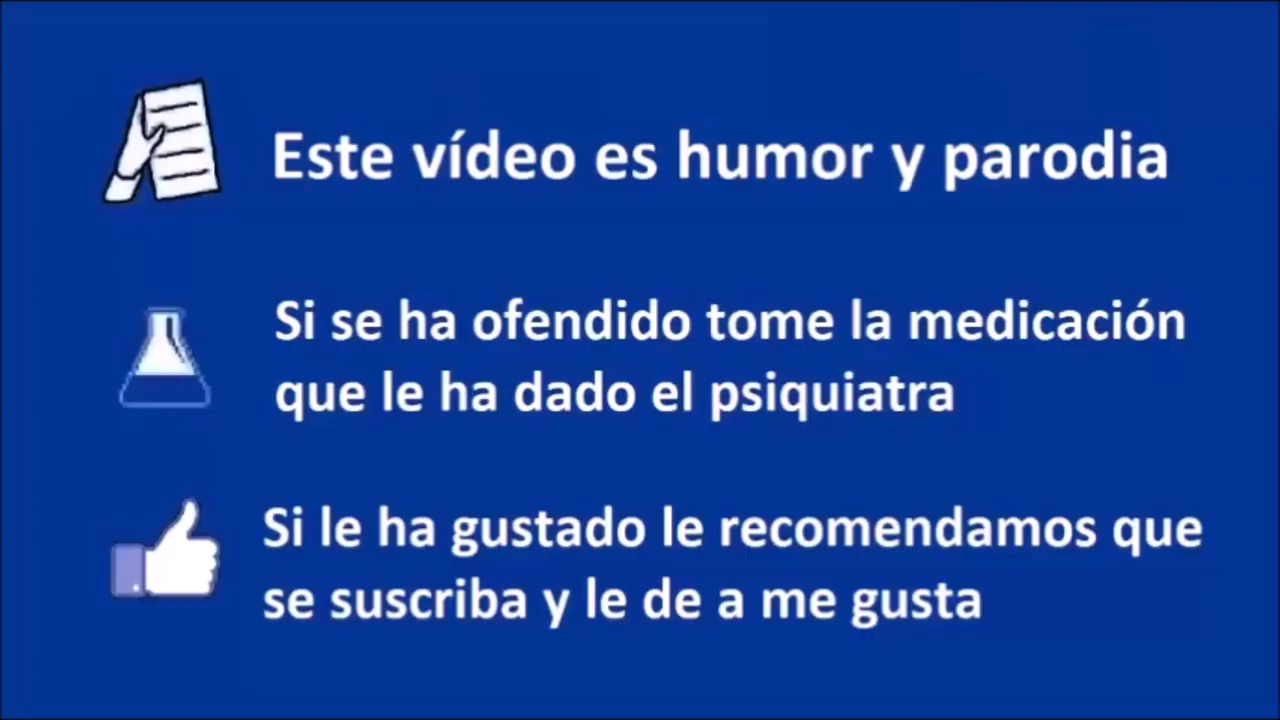 Este vídeo es humor y parodia
Si se ha ofendido tome la medicación
que le ha dado el psiquiatra
Si le ha gustado le recomendamos que
se suscriba y le de a me gusta